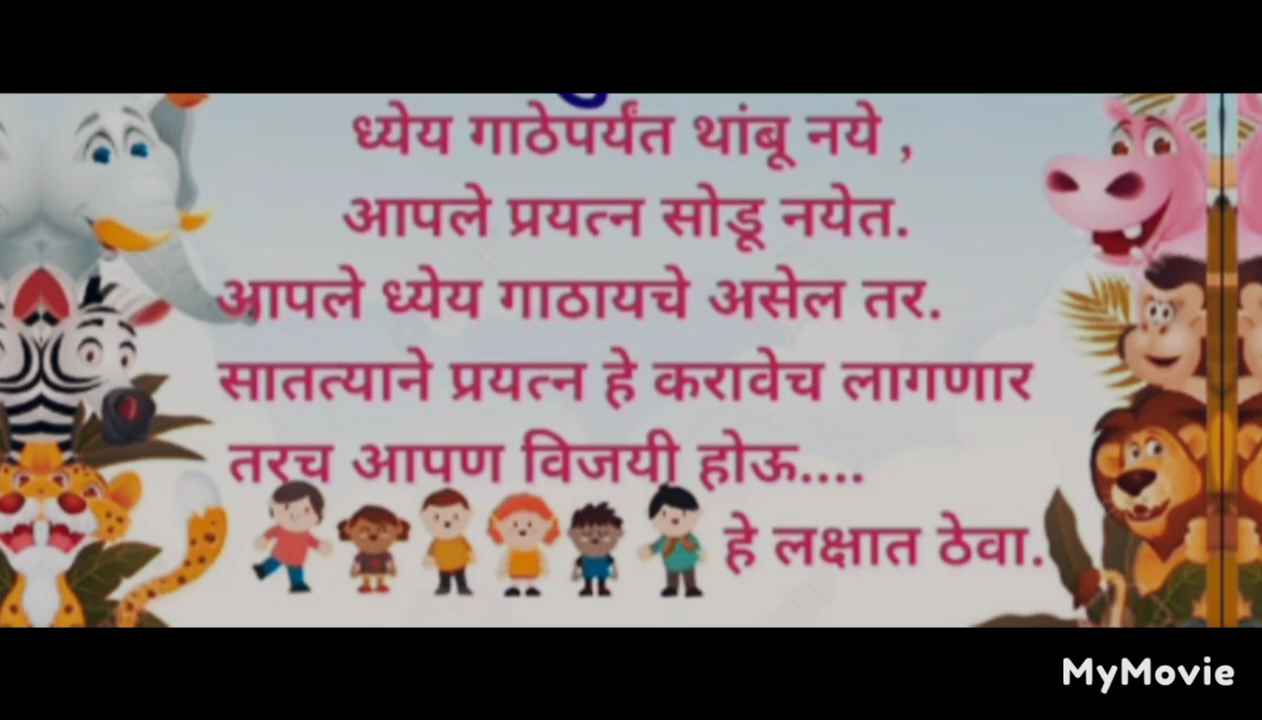 ध्येय गाठेपर्यंत थांबू नये ,
आपले प्रयत्न सोडू नयेत.
आपले ध्येय गाठायचे असेल तर.
सातत्याने प्रयत्न हे करावेच लागणार
तरच आपण विजयी होऊ....
हे लक्षात ठेवा.
MyMovie